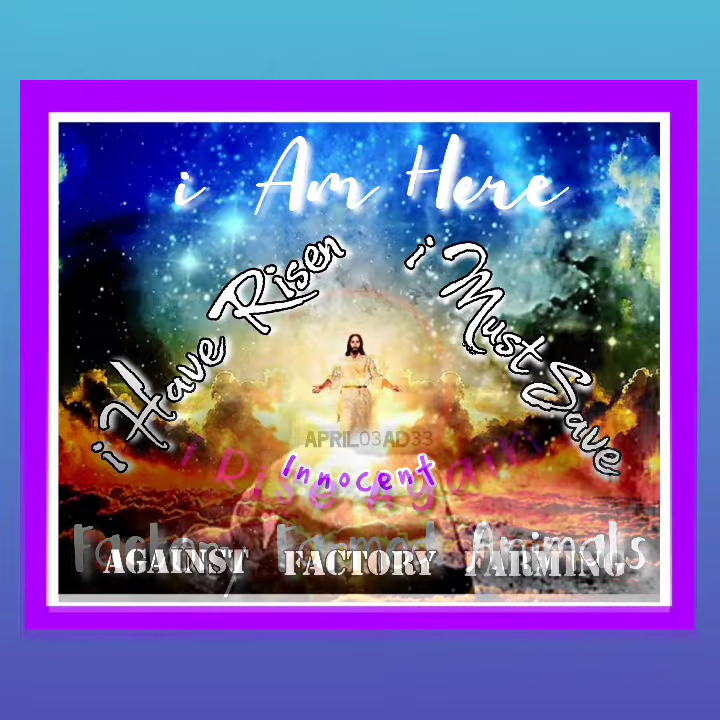 i Am Here
i Have Risen
i Must Save
APRIL03AD33
i Rise Again
Innocent
Factory Farmed Animals
AGAINST FACTORY FARMING